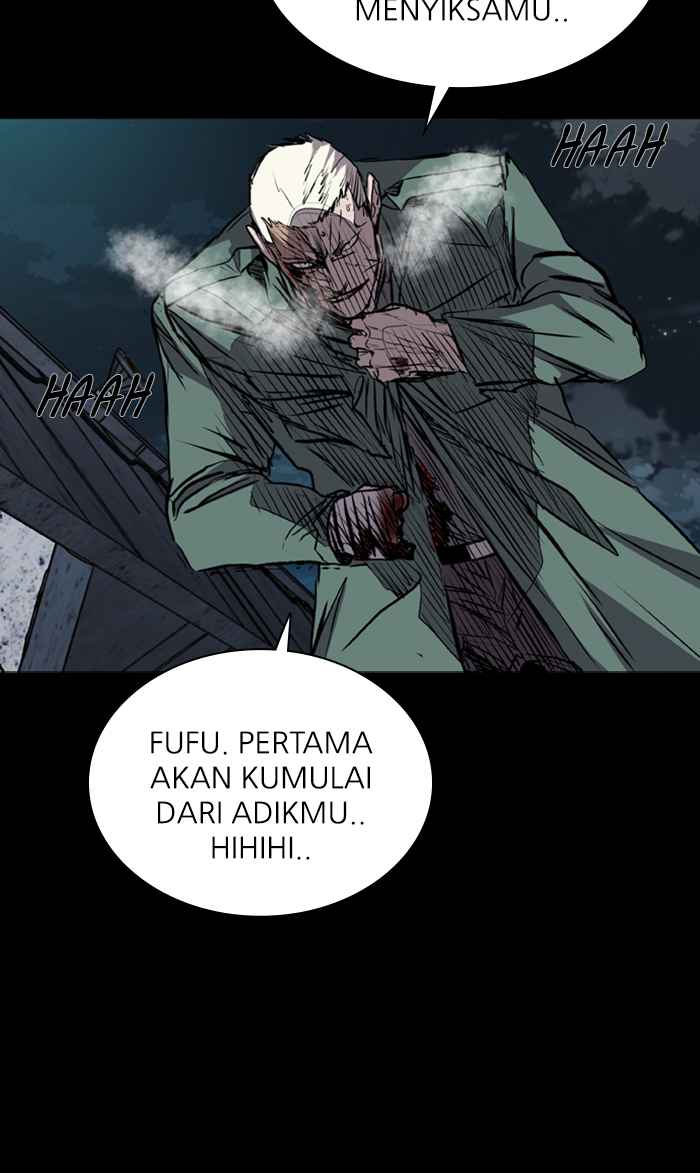 MENYIKSAMU..
HAAH
HAAH
FUFU. PERTAMA
AKAN KUMULAI
DARI ADIKMU..
HIHIHI..